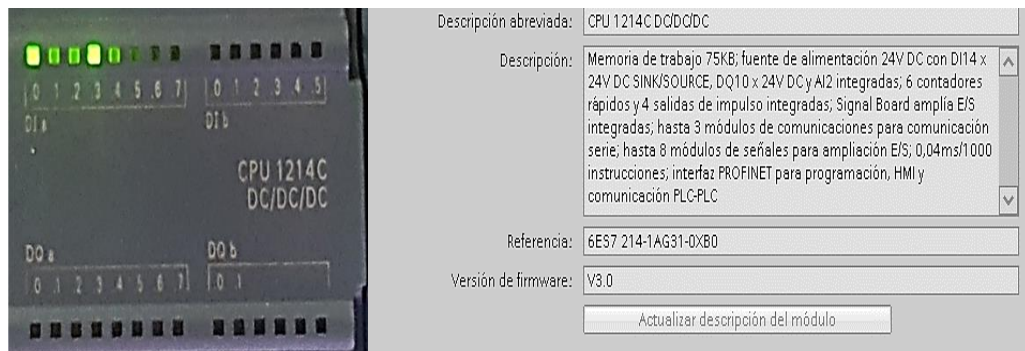 .0 .1 .2 .3 .4 .5 .6 .7
.0 .1 .2 .3 .4 .5
DI a
DI b
CPU 1214C
DC/DC/DC
DQ a
DQ b
.0 .1 .2 .3 .4 .5 .6 .7
.0 .1
Descripción abreviada: CPU 1214C DC/DC/DC
Descripción: Memoria de trabajo 75KB; fuente de alimentación 24V DC con DI14 x
24V DC SINK/SOURCE, DQ10 x 24V DC y AI2 integradas; 6 contadores
rápidos y 4 salidas de impulso integradas; Signal Board amplía E/S
integradas; hasta 3 módulos de comunicaciones para comunicación
serie; hasta 8 módulos de señales para ampliación E/S; 0,04ms/1000
instrucciones; interfaz PROFINET para programación, HMI y
comunicación PLC-PLC
Referencia: 6ES7 214-1AG31-0XB0
Versión de firmware: V3.0
Actualizar descripción del módulo